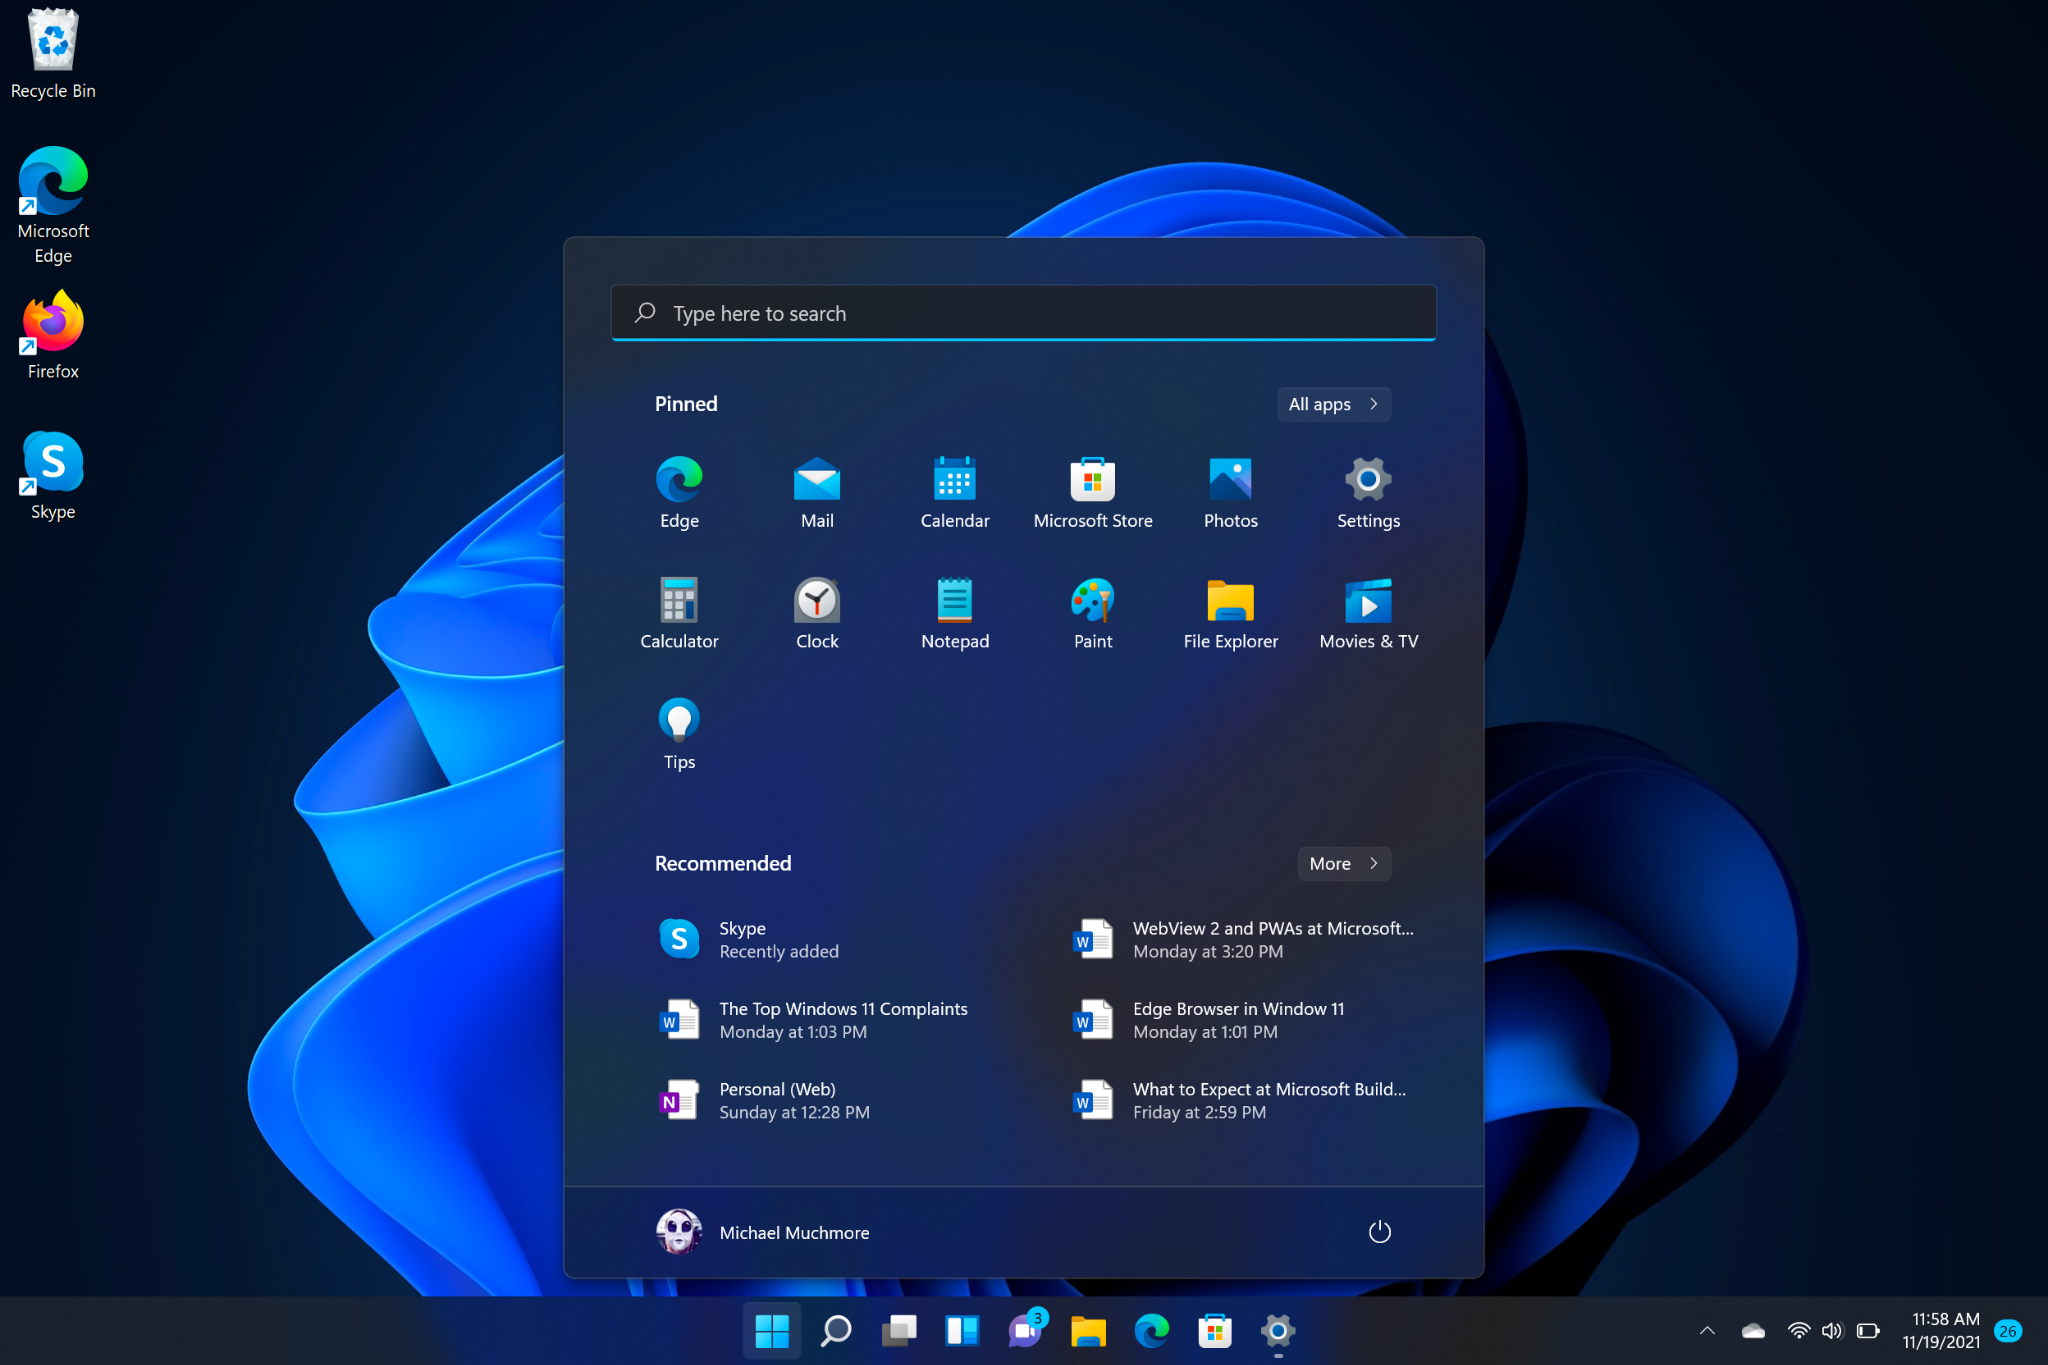 Recycle Bin
Microsoft
Edge
Firefox
S
Skype
Type here to search
Pinned
All apps
Edge
Mail
Calendar
Microsoft Store
Photos
Settings
Calculator
Clock
Notepad
Paint
File Explorer
Movies & TV
Tips
Recommended
More
S
Skype
Recently added
W
WebView 2 and PWAs at Microsoft...
Monday at 3:20 PM
W
The Top Windows 11 Complaints
Monday at 1:03 PM
W
Edge Browser in Window 11
Monday at 1:01 PM
N
Personal (Web)
Sunday at 12:28 PM
W
What to Expect at Microsoft Build...
Friday at 2:59 PM
Michael Muchmore
3
11:58 AM
11/19/2021
26